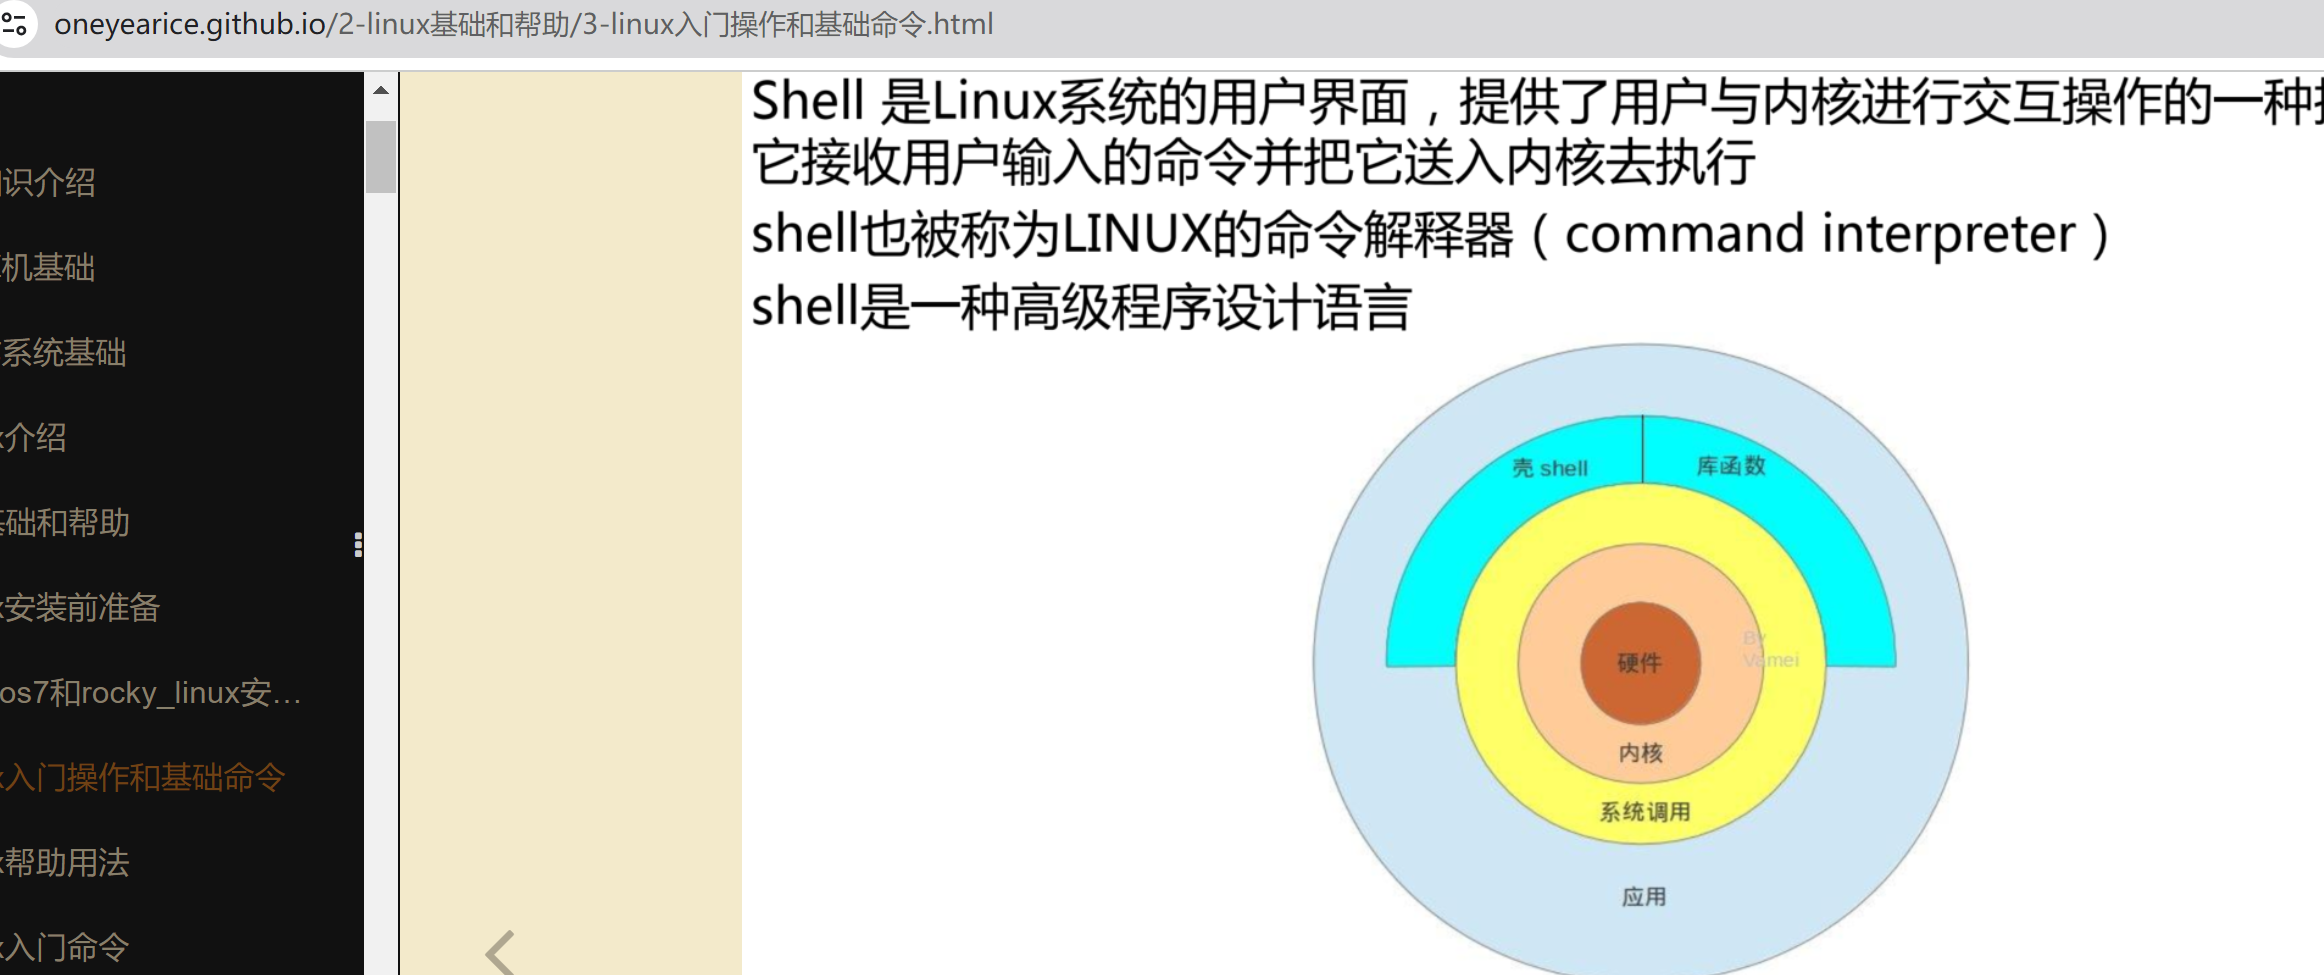 oneyearice.github.io/2-linux基础和帮助/3-linux入门操作和基础命令.html
识介绍
机基础
系统基础
x介绍
础和帮助
x安装前准备
os7和rocky_linux安…
x入门操作和基础命令
x帮助用法
x入门命令
Shell 是Linux系统的用户界面，提供了用户与内核进行交互操作的一种
它接收用户输入的命令并把它送入内核去执行
shell也被称为LINUX的命令解释器（command interpreter）
shell是一种高级程序设计语言
壳 shell
库函数
By
Vamei
硬件
内核
系统调用
应用